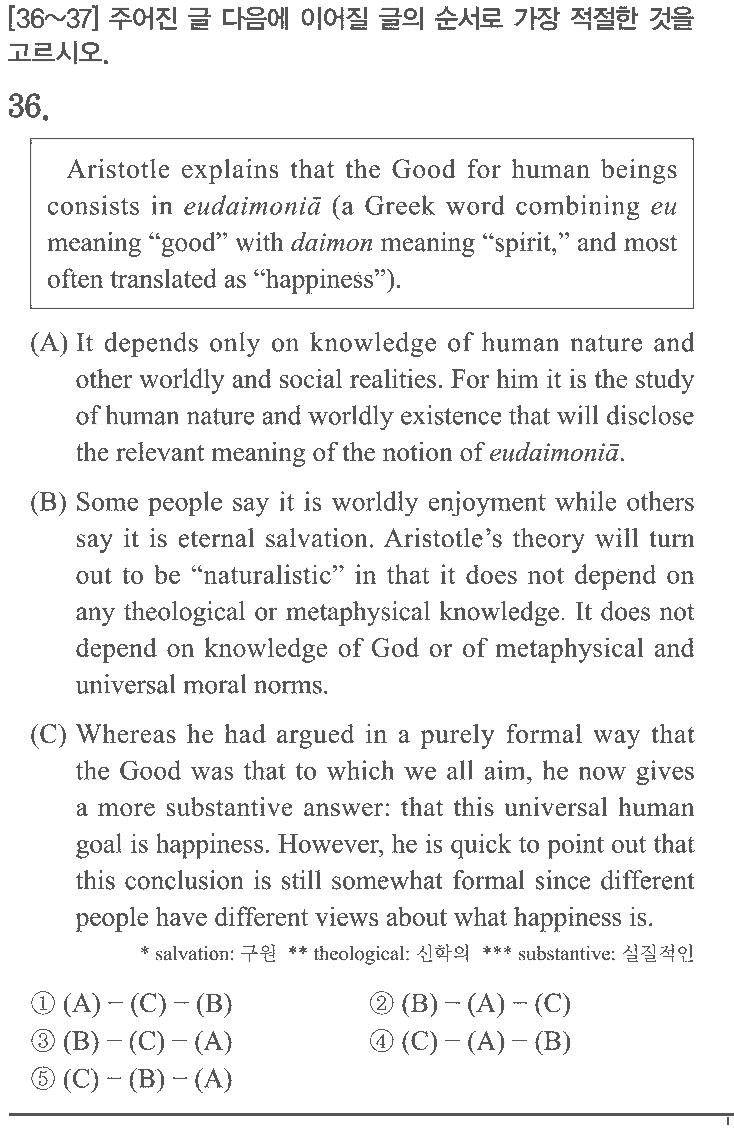 [36~37] 주어진 글 다음에 이어질 글의 순서로 가장 적절한 것을
고르시오.
36.
Aristotle explains that the Good for human beings
consists in eudaimoniā (a Greek word combining eu
meaning “good” with daimon meaning “spirit,” and most
often translated as “happiness”).
(A) It depends only on knowledge of human nature and
other worldly and social realities. For him it is the study
of human nature and worldly existence that will disclose
the relevant meaning of the notion of eudaimoniā.
(B) Some people say it is worldly enjoyment while others
say it is eternal salvation. Aristotle’s theory will turn
out to be “naturalistic” in that it does not depend on
any theological or metaphysical knowledge. It does not
depend on knowledge of God or of metaphysical and
universal moral norms.
(C) Whereas he had argued in a purely formal way that
the Good was that to which we all aim, he now gives
a more substantive answer: that this universal human
goal is happiness. However, he is quick to point out that
this conclusion is still somewhat formal since different
people have different views about what happiness is.
* salvation: 구원 ** theological: 신학의 *** substantive: 실질적인
① (A) − (C) − (B) ② (B) − (A) − (C)
③ (B) − (C) − (A) ④ (C) − (A) − (B)
⑤ (C) − (B) − (A)